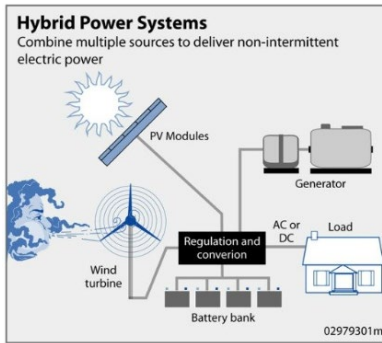 Hybrid Power Systems
Combine multiple sources to deliver non-intermittent
electric power
PV Modules
Generator
AC or
DC
Load
Regulation and
converion
Wind
turbine
Battery bank
02979301m